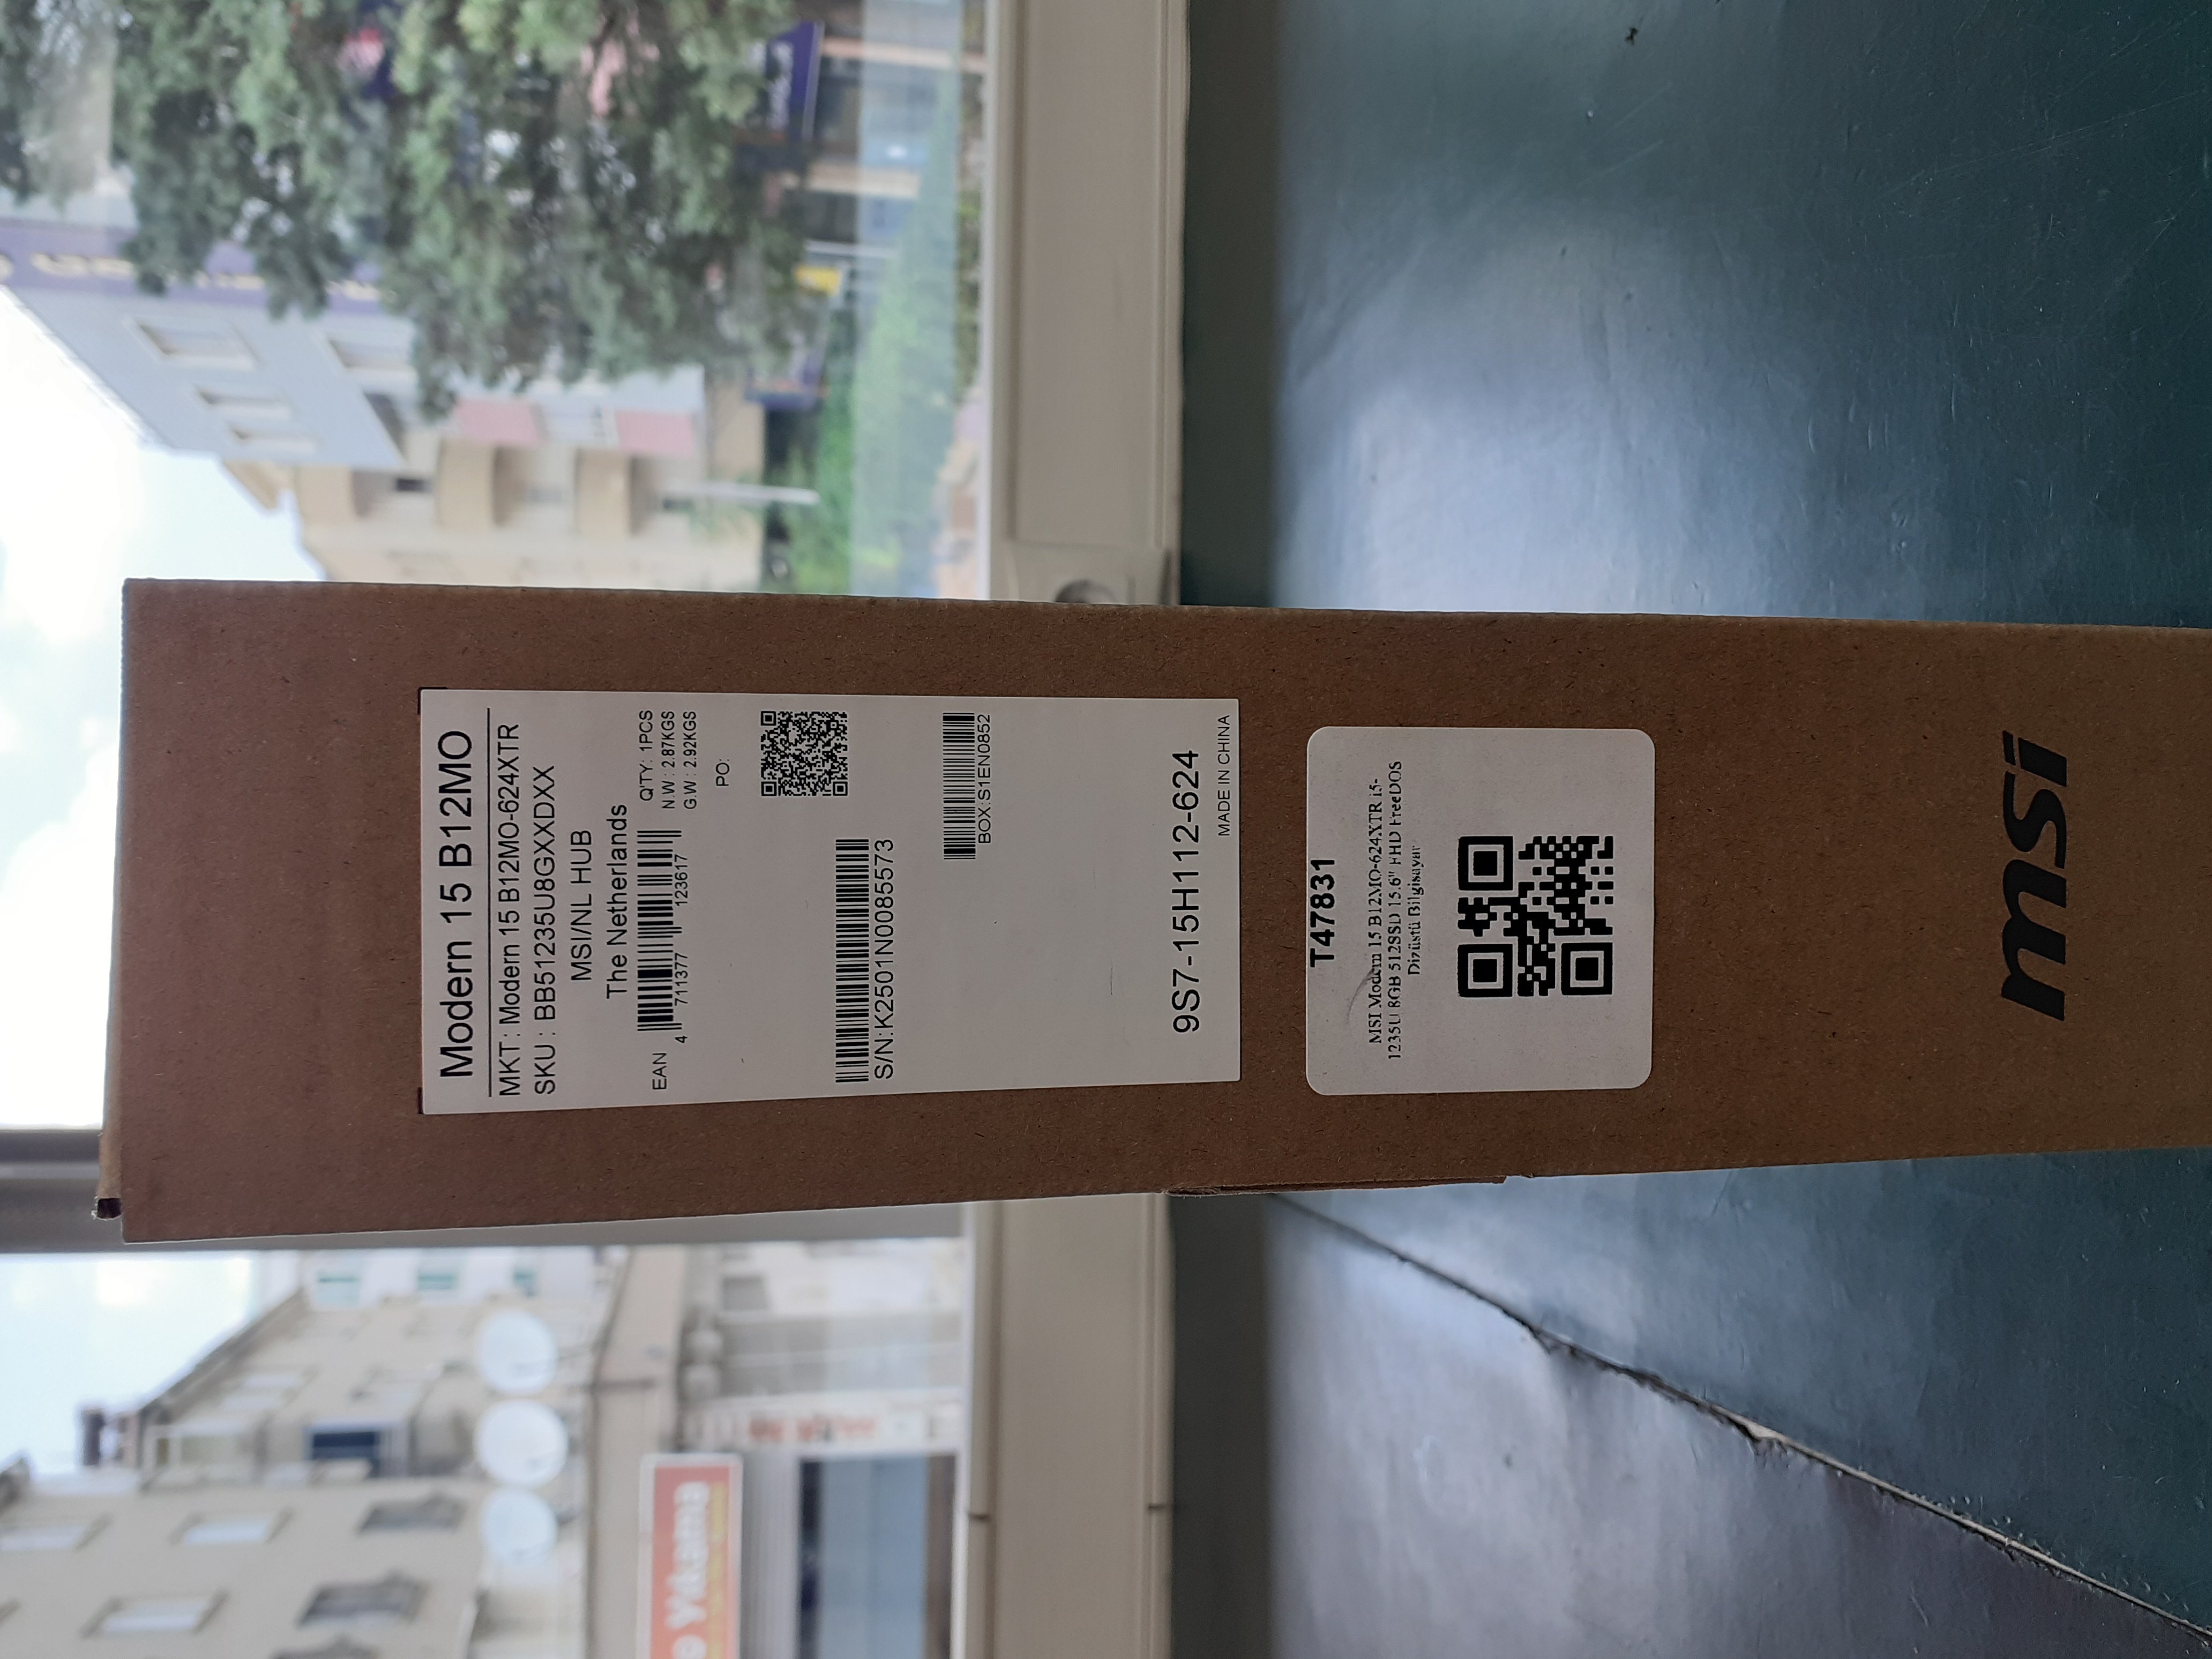 Modern 15 B12MO
MKT : Modern 15 B12MO-624XTR
SKU : BB51235U8GXXDXX
MSI/NL HUB
The Netherlands
EAN
4 711377 123617
Q'TY: 1PCS
N.W : 2.87KGS
G.W : 2.92KGS
PO:
S/N:K2501N0085573
BOX:S1EN0852
9S7-15H112-624
MADE IN CHINA
T47831
MSI Modern 15 B12MO-624XTR i5-
1235U 8GB 512SSD 15.6" FHD FreeDOS
Dizüstü Bilgisayar
msi
Yıkama